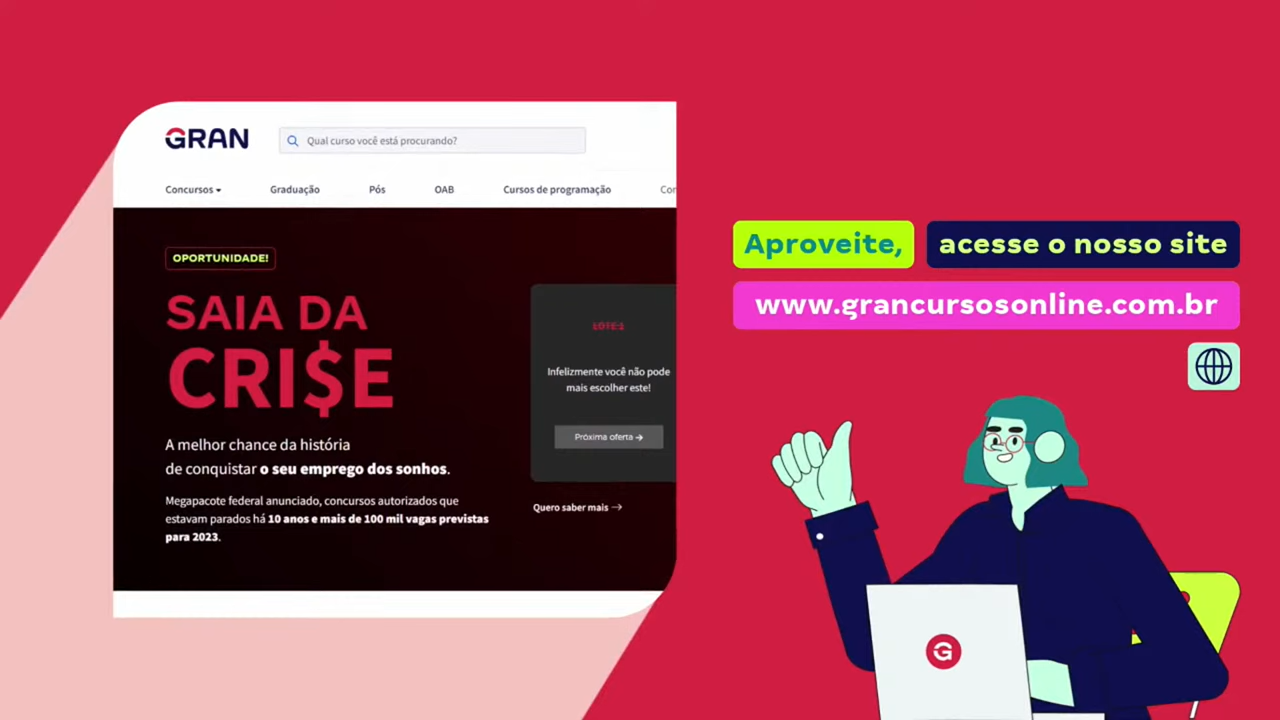 GRAN
Qual curso você está procurando?
Concursos Graduação Pós OAB Cursos de programação
OPORTUNIDADE!
SAIA DA
CRI$E
A melhor chance da história
de conquistar o seu emprego dos sonhos.
Megapacote federal anunciado, concursos autorizados que
estavam parados há 10 anos e mais de 100 mil vagas previstas
para 2023.
LOTE 1
Infelizmente você não pode
mais escolher este!
Próxima oferta →
Quero saber mais →
Aproveite, acesse o nosso site
www.grancursosonline.com.br
G